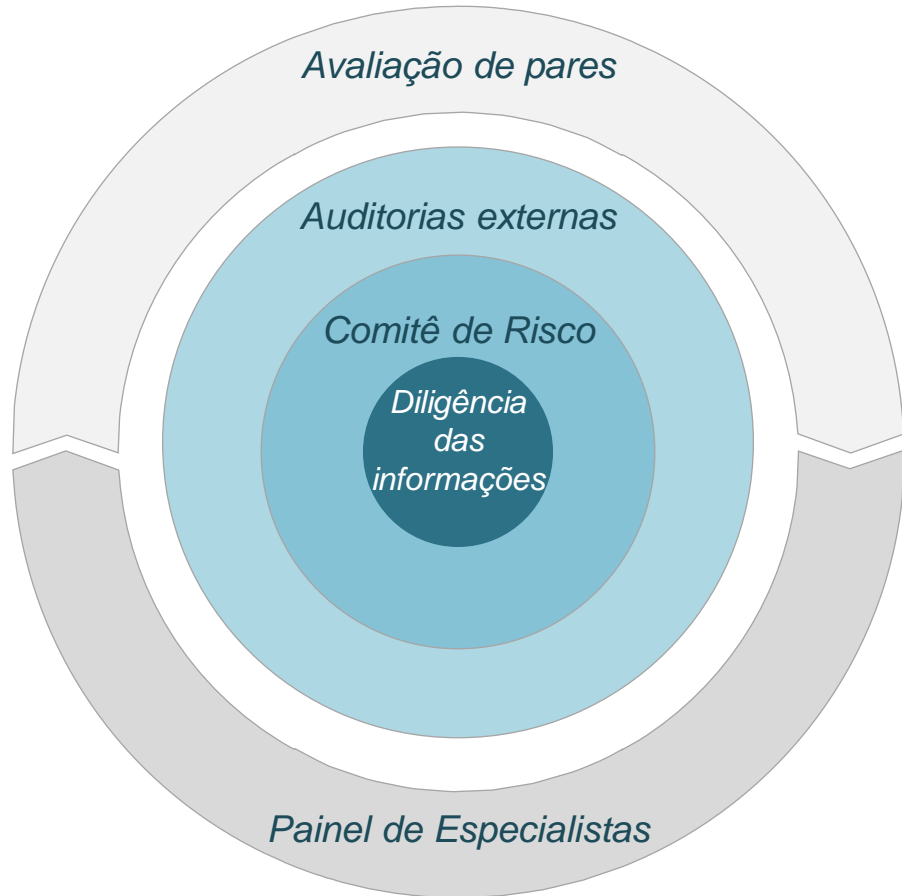 Avaliação de pares
Auditorias externas
Comitê de Risco
Diligência
das
informações
Painel de Especialistas